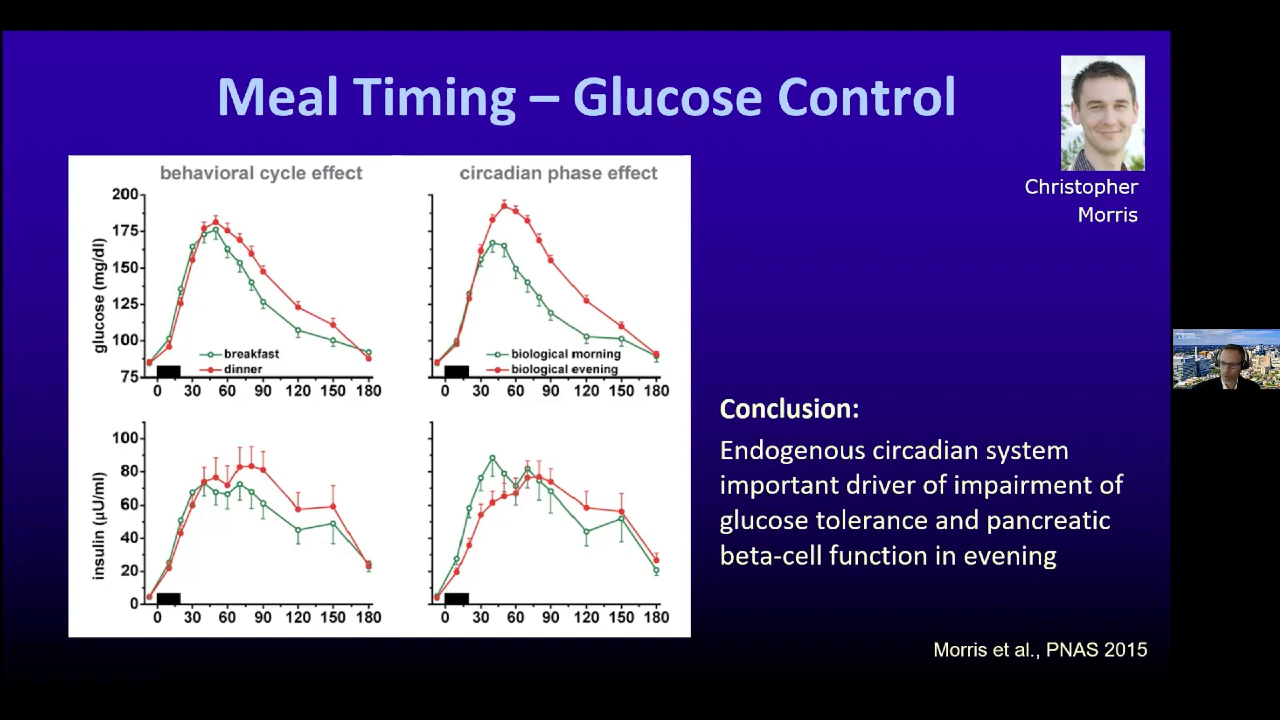 Meal Timing – Glucose Control
Christopher
Morris
behavioral cycle effect
circadian phase effect
200
175
150
125
100
75
glucose (mg/dl)
breakfast
dinner
biological morning
biological evening
0 30 60 90 120 150 180
0 30 60 90 120 150 180
100
80
60
40
20
0
insulin (µU/ml)
0 30 60 90 120 150 180
0 30 60 90 120 150 180
Conclusion:
Endogenous circadian system
important driver of impairment of
glucose tolerance and pancreatic
beta-cell function in evening
Morris et al., PNAS 2015